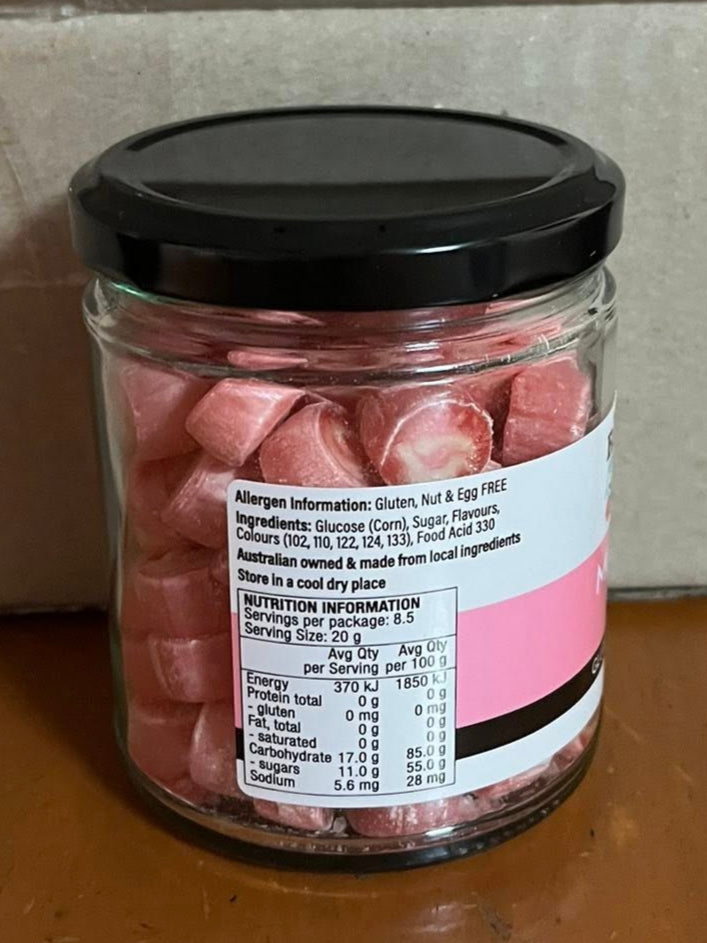 Allergen Information: Gluten, Nut & Egg FREE
Ingredients: Glucose (Corn), Sugar, Flavours,
Colours (102, 110, 122, 124, 133), Food Acid 330
Australian owned & made from local ingredients
Store in a cool dry place
NUTRITION INFORMATION
Servings per package: 8.5
Serving Size: 20 g
Avg Qty Avg Qty
per Serving per 100 g
Energy 370 kJ 1850 kJ
Protein total 0 g 0 g
- gluten 0 mg 0 mg
Fat, total 0 g 0 g
- saturated 0 g 0 g
Carbohydrate 17.0 g 85.0 g
- sugars 11.0 g 55.0 g
Sodium 5.6 mg 28 mg